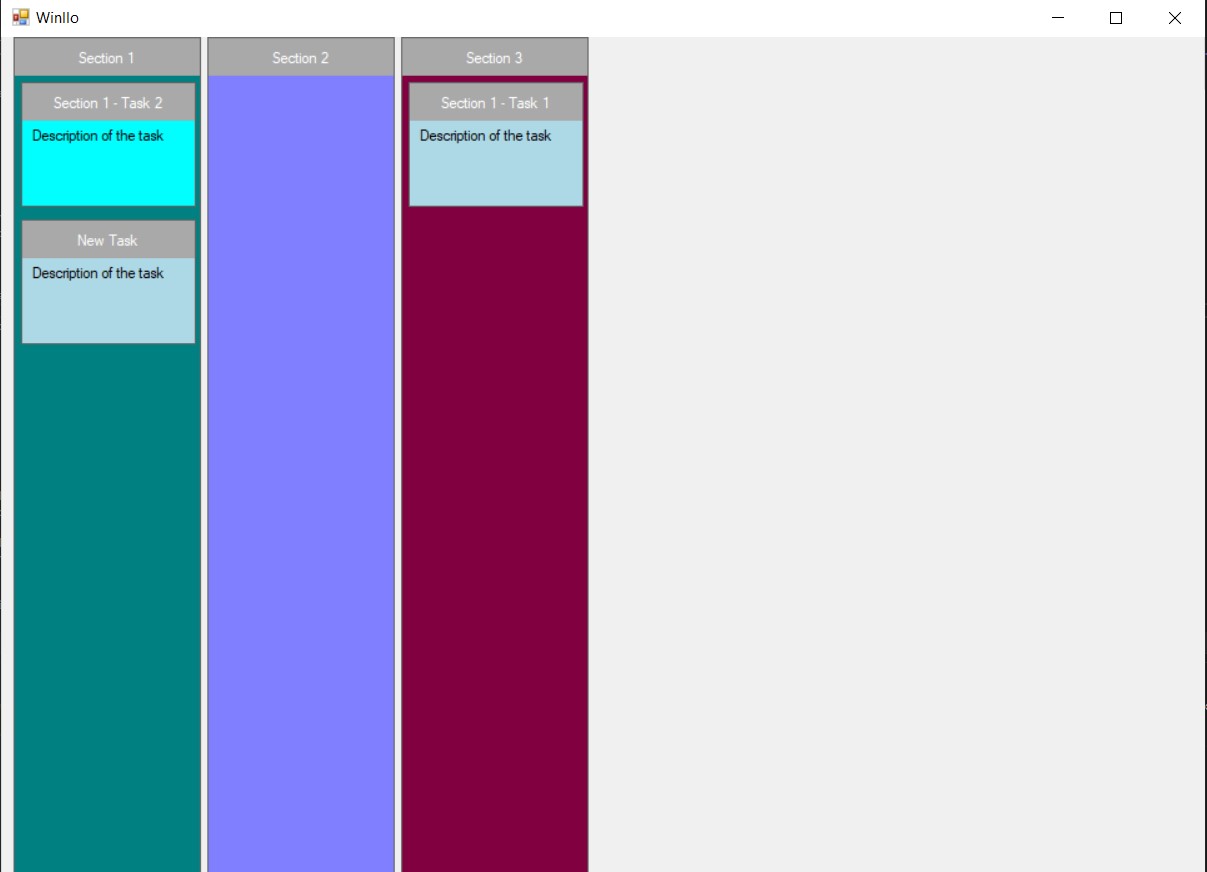 Winllo
Section 1
Section 2
Section 3
Section 1 - Task 2
Section 1 - Task 1
Description of the task
Description of the task
New Task
Description of the task